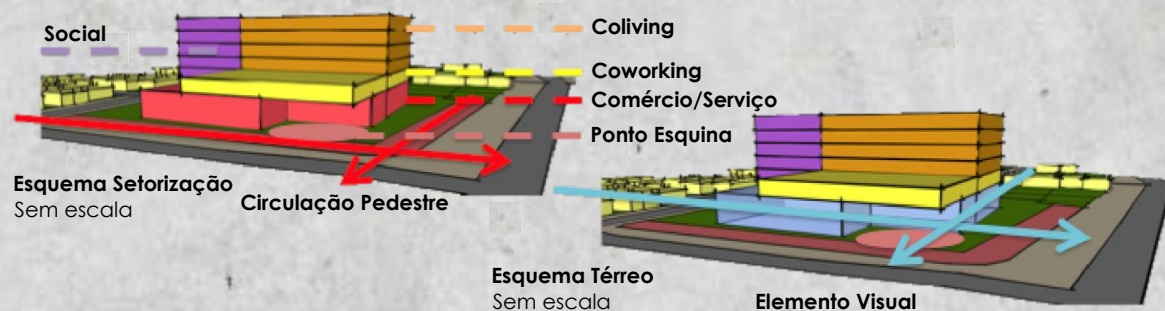 Social
Coliving
Coworking
Comércio/Serviço
Ponto Esquina
Esquema Setorização
Sem escala
Circulação Pedestre
Esquema Térreo
Sem escala
Elemento Visual